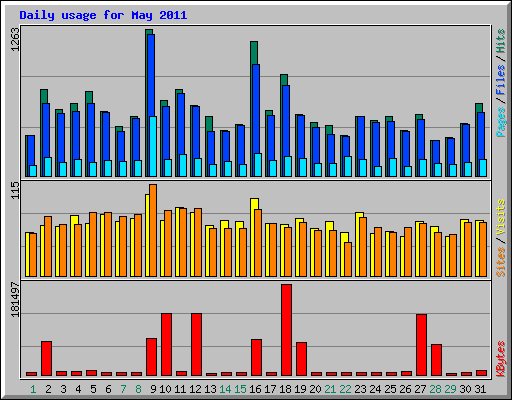 Daily usage for May 2011
1263
Pages / Files / Hits
115
Sites / Visits
181497
KBytes
1 2 3 4 5 6 7 8 9 10 11 12 13 14 15 16 17 18 19 20 21 22 23 24 25 26 27 28 29 30 31